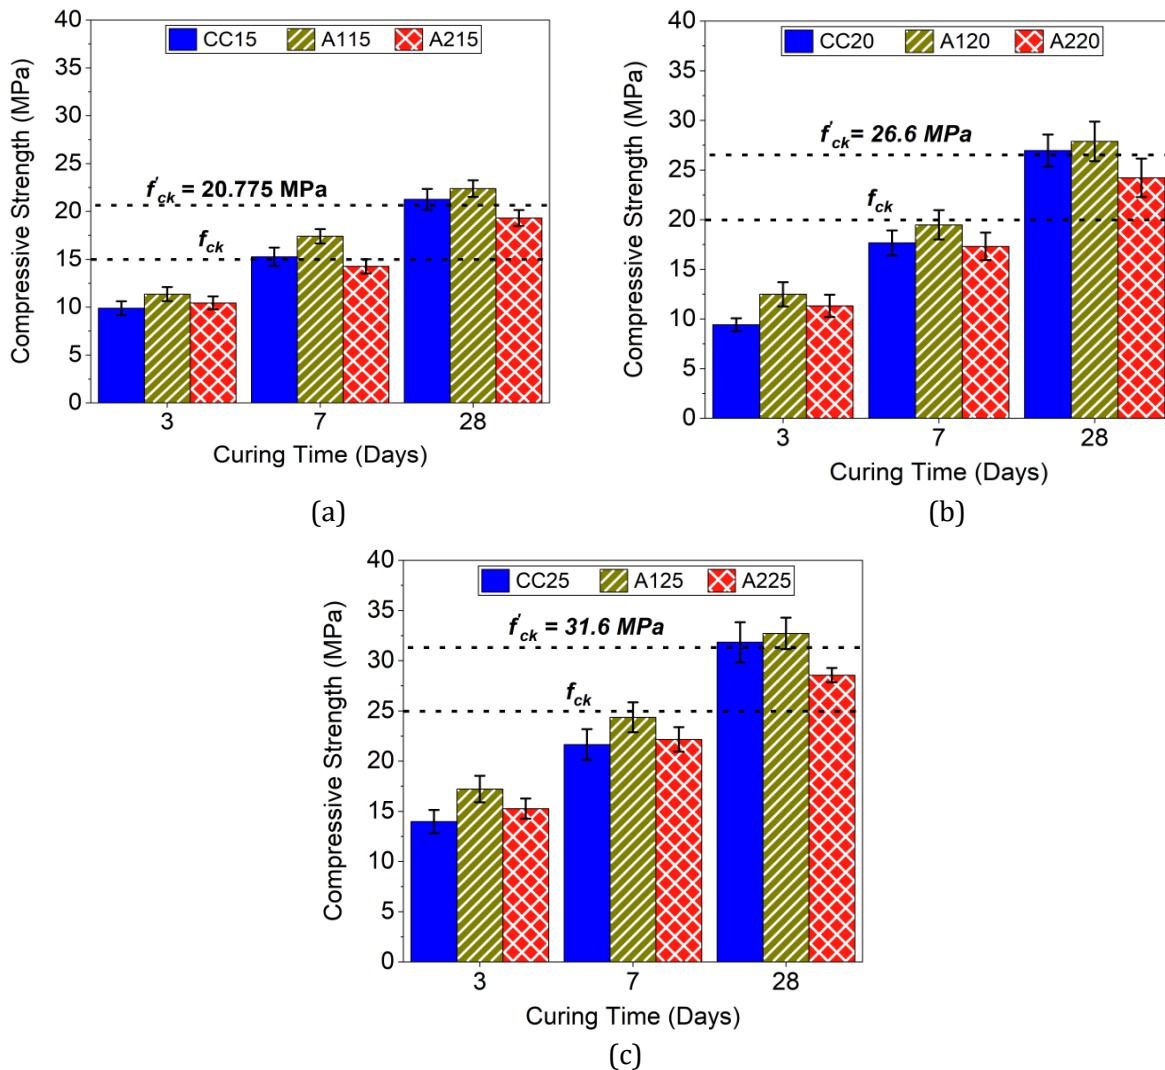 CC15 A115 A215
Compressive Strength (MPa)
40
35
30
25
20
15
10
5
0
f'ck = 20.775 MPa
fck
3 7 28
Curing Time (Days)
(a)
CC20 A120 A220
Compressive Strength (MPa)
40
35
30
25
20
15
10
5
0
f'ck= 26.6 MPa
fck
3 7 28
Curing Time (Days)
(b)
CC25 A125 A225
Compressive Strength (MPa)
40
35
30
25
20
15
10
5
0
f'ck = 31.6 MPa
fck
3 7 28
Curing Time (Days)
(c)